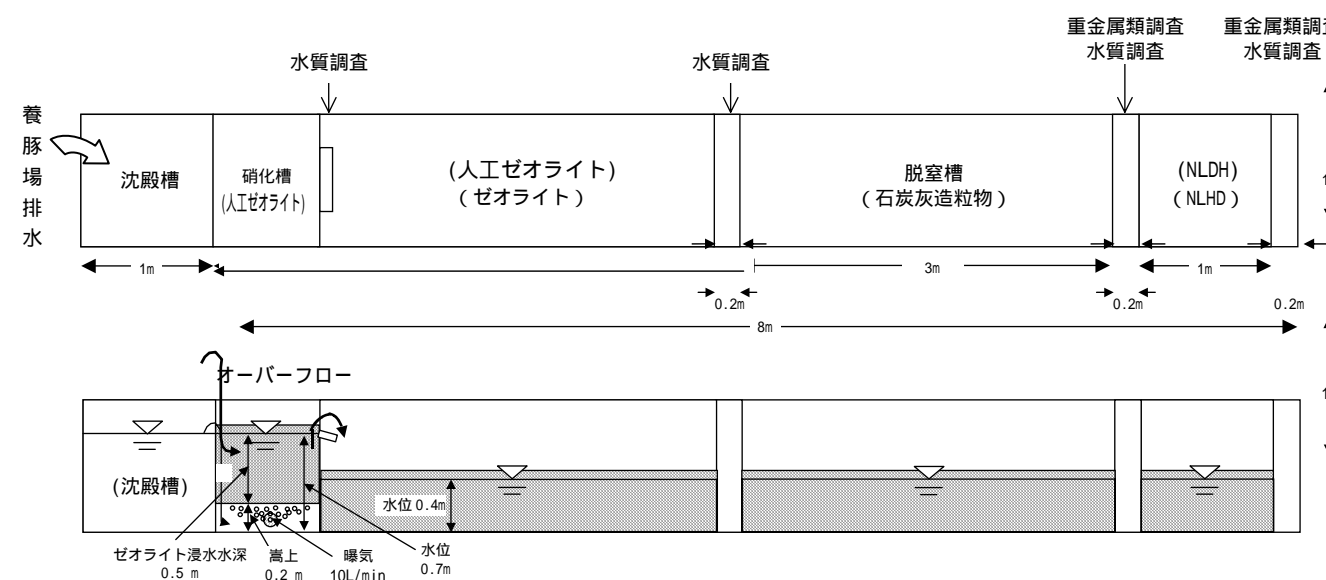 重金属類調査
重金属類調査
水質調査
水質調査
水質調査
水質調査
養豚場排水
沈殿槽
硝化槽
(人工ゼオライト)
(人工ゼオライト)
(ゼオライト)
脱窒槽
(石炭灰造粒物)
(NLDH)
(NLHD)
1m
3m
1m
0.2m
0.2m
0.2m
8m
オーバーフロー
(沈殿槽)
水位0.4m
ゼオライト浸水水深
0.5 m
嵩上
0.2 m
曝気
10L/min
水位
0.7m